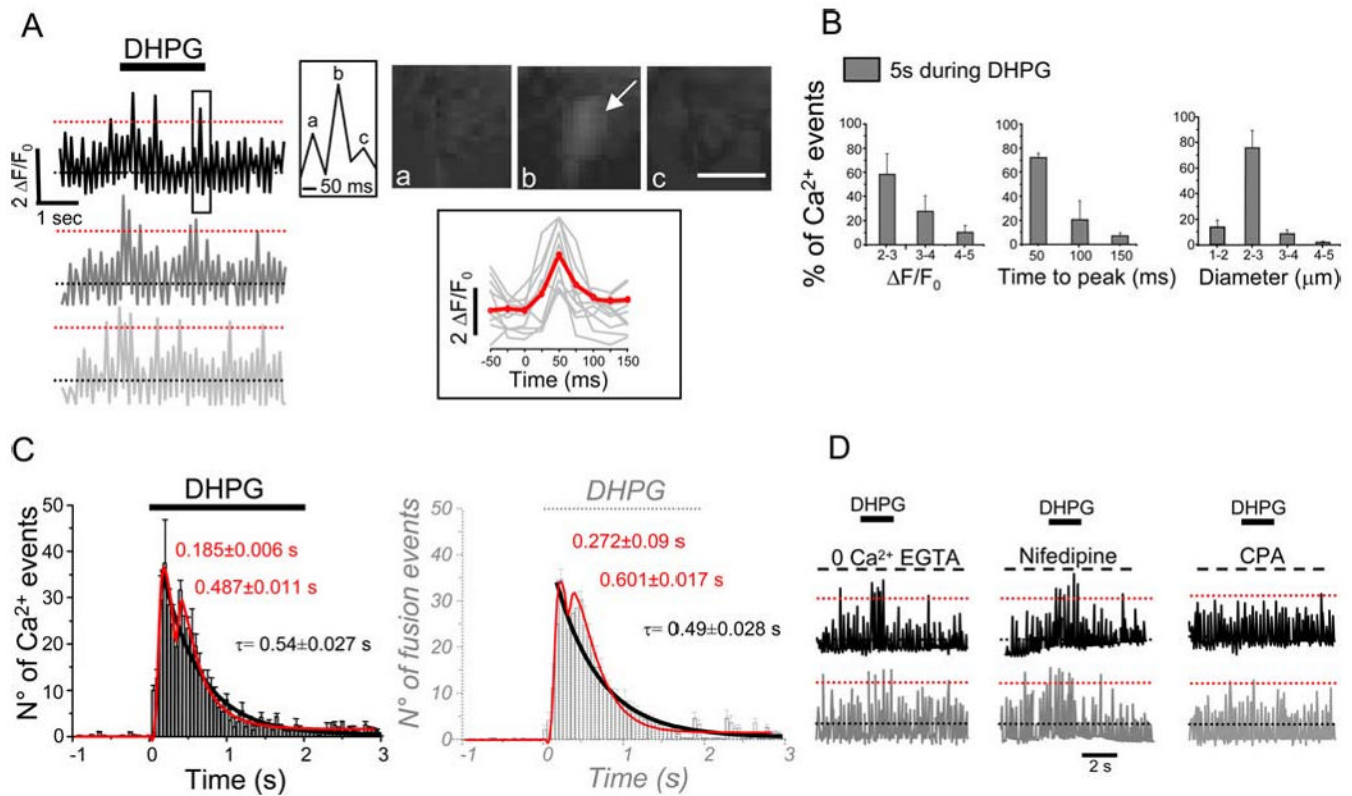 A
DHPG
2 ΔF/F₀
1 sec
a
b
c
50 ms
a
b
c
2 ΔF/F₀
-50 0 50 100 150
Time (ms)
B
5s during DHPG
% of Ca²⁺ events
100
80
60
40
20
0
2-3 3-4 4-5
ΔF/F₀
100
80
60
40
20
0
50 100 150
Time to peak (ms)
100
80
60
40
20
0
1-2 2-3 3-4 4-5
Diameter (μm)
C
DHPG
N° of Ca²⁺ events
50
40
30
20
10
0
0.185±0.006 s
0.487±0.011 s
τ= 0.54±0.027 s
-1 0 1 2 3
Time (s)
DHPG
N° of fusion events
50
40
30
20
10
0
0.272±0.09 s
0.601±0.017 s
τ= 0.49±0.028 s
-1 0 1 2 3
Time (s)
D
DHPG
0 Ca²⁺ EGTA
DHPG
Nifedipine
DHPG
CPA
2 s